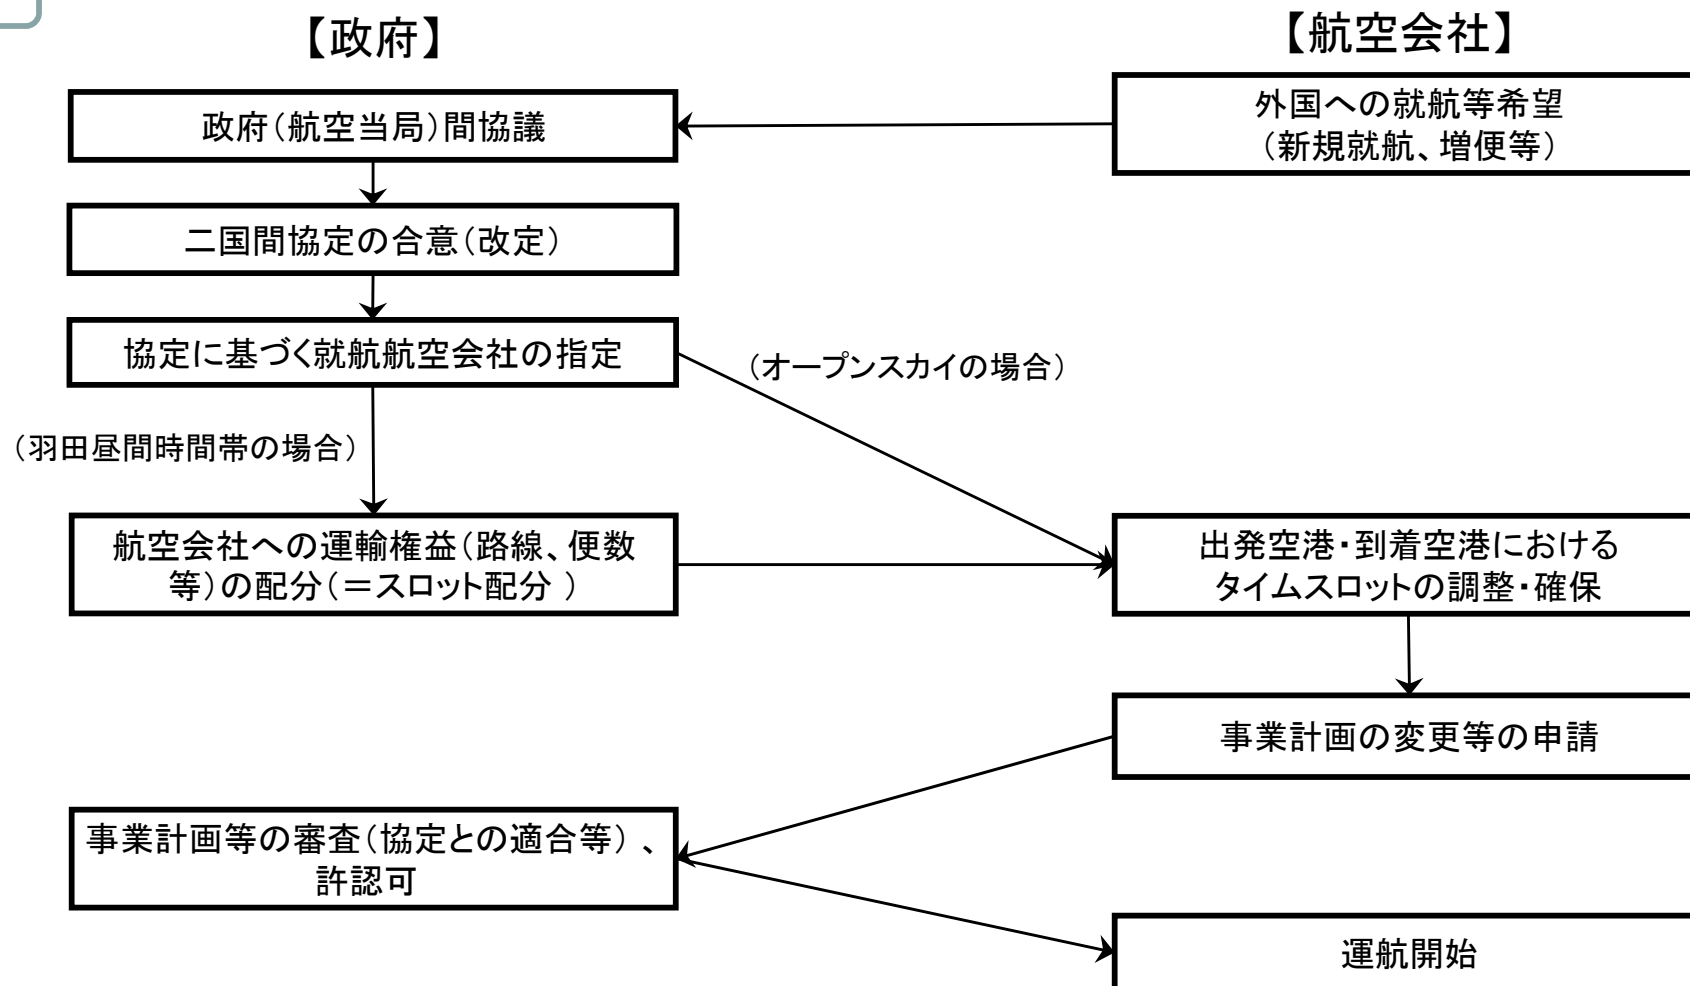 【政府】
【航空会社】
政府（航空当局）間協議
外国への就航等希望
（新規就航、増便等）
二国間協定の合意（改定）
協定に基づく就航航空会社の指定
（オープンスカイの場合）
（羽田昼間時間帯の場合）
航空会社への運輸権益（路線、便数
等）の配分（＝スロット配分 ）
出発空港・到着空港における
タイムスロットの調整・確保
事業計画の変更等の申請
事業計画等の審査（協定との適合等） 、
許認可
運航開始